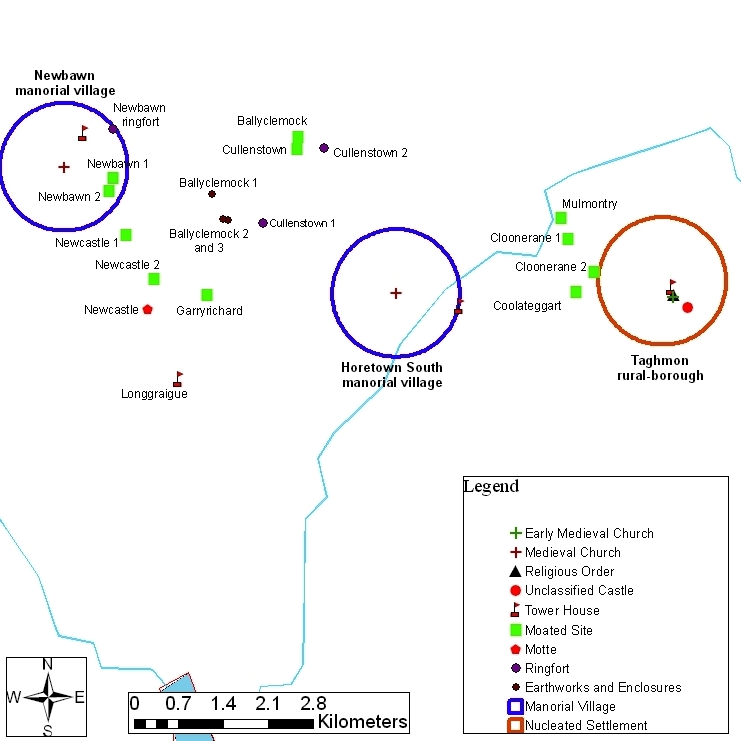 Newbawn
manorial village
Newbawn
ringfort
Newbawn 1
Newbawn 2
Ballyclemock
Cullenstown
Cullenstown 2
Ballyclemock 1
Ballyclemock 2
and 3
Cullenstown 1
Newcastle 1
Newcastle 2
Newcastle
Garryrichard
Longgraigue
Horetown South
manorial village
Mulmontry
Cloonerane 1
Cloonerane 2
Coolateggart
Taghmon
rural-borough
Legend
Early Medieval Church
Medieval Church
Religious Order
Unclassified Castle
Tower House
Moated Site
Motte
Ringfort
Earthworks and Enclosures
Manorial Village
Nucleated Settlement
N
W E
S
0 0.7 1.4 2.1 2.8
Kilometers